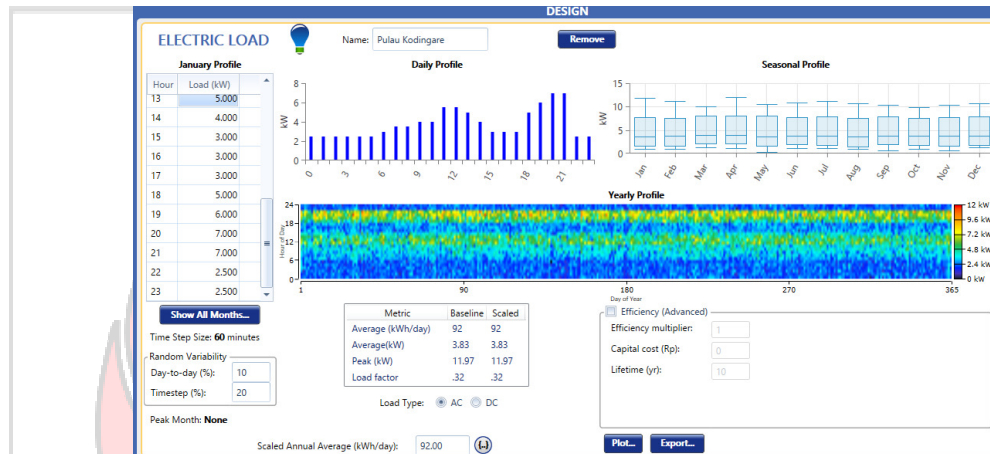 DESIGN
ELECTRIC LOAD
Name: Pulau Kodingare
Remove
January Profile
Hour Load (kW)
13 5.000
14 4.000
15 3.000
16 3.000
17 3.000
18 5.000
19 6.000
20 7.000
21 7.000
22 2.500
23 2.500
Show All Months...
Time Step Size: 60 minutes
Random Variability
Day-to-day (%): 10
Timestep (%): 20
Peak Month: None
Daily Profile
kW
8
6
4
2
0
0 3 6 9 12 15 18 21
Seasonal Profile
kW
15
10
5
0
Jan Feb Mar Apr May Jun Jul Aug Sep Oct Nov Dec
Yearly Profile
Hour of Day
24
18
12
6
0
1 90 180 270 365
Day of Year
12 kW
9.6 kW
7.2 kW
4.8 kW
2.4 kW
0 kW
Metric Baseline Scaled
Average (kWh/day) 92 92
Average(kW) 3.83 3.83
Peak (kW) 11.97 11.97
Load factor .32 .32
Load Type: AC DC
Efficiency (Advanced)
Efficiency multiplier: 1
Capital cost (Rp): 0
Lifetime (yr): 10
Scaled Annual Average (kWh/day): 92.00 {..}
Plot... Export...